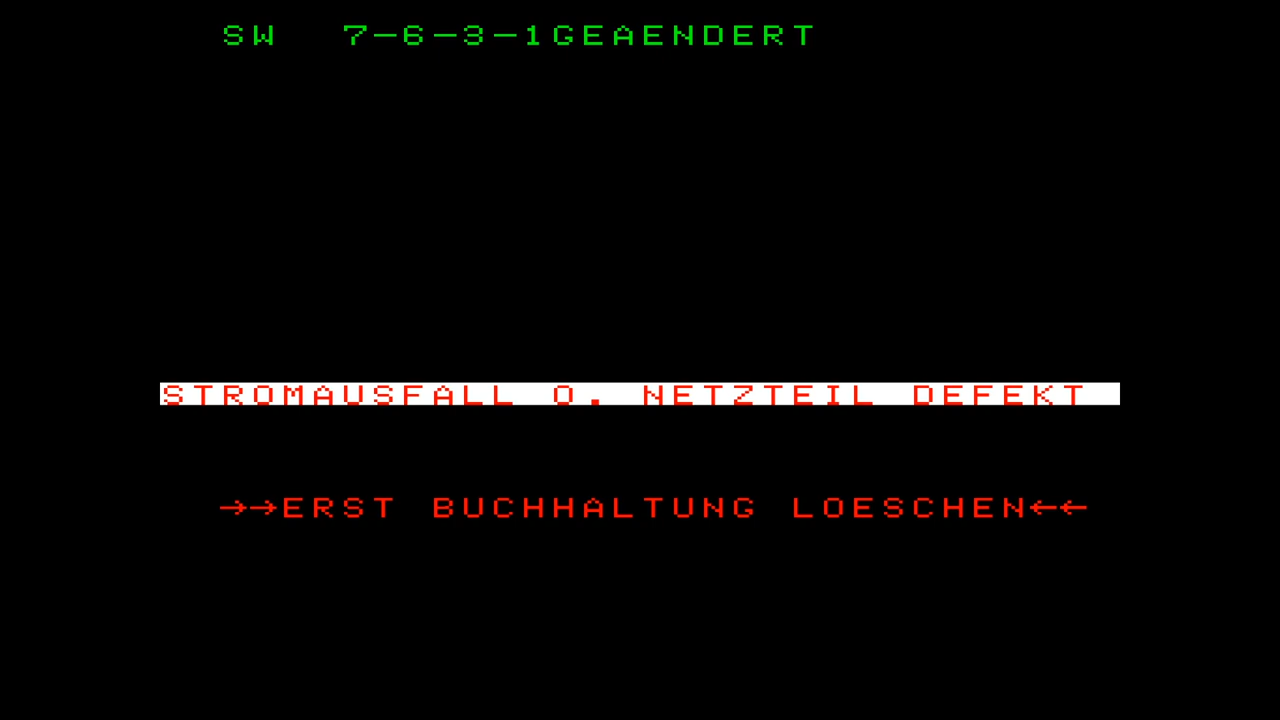 SW 7-6-3-1GEAENDERT
STROMAUSFALL O. NETZTEIL DEFEKT
→→ERST BUCHHALTUNG LOESCHEN←←